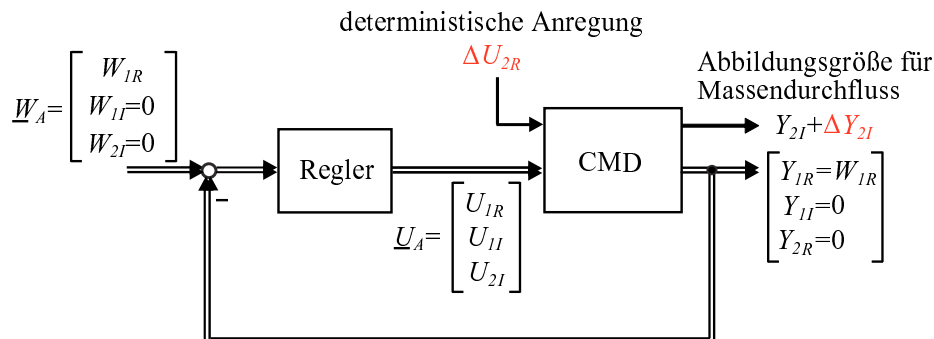 deterministische Anregung
ΔU2R
Abbildungsgröße für
Massendurchfluss
Y2I+ΔY2I
W1R
W1I=0
W2I=0
WA=
Regler
CMD
Y1R=W1R
Y1I=0
Y2R=0
−
UA=
U1R
U1I
U2I